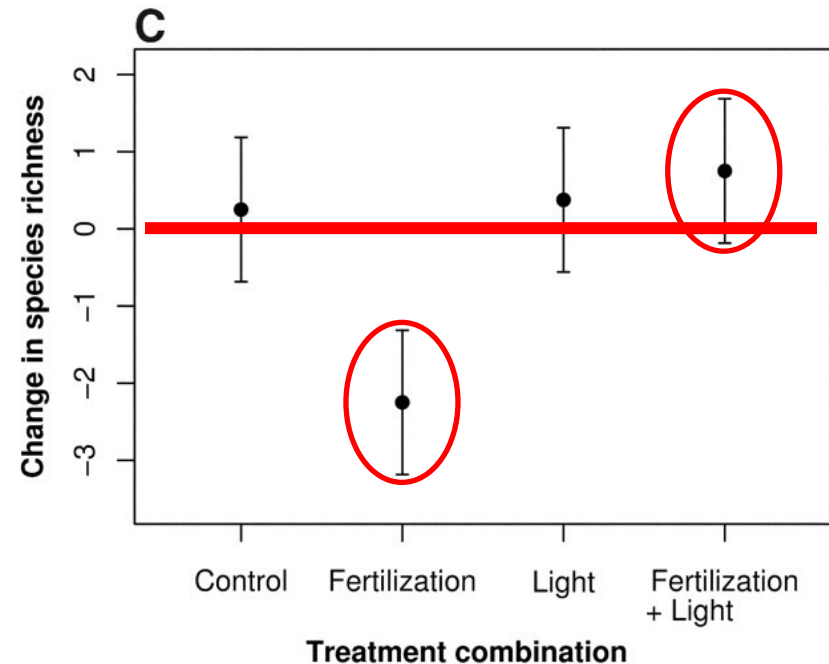 C
Change in species richness
2
1
0
−1
−2
−3
Control Fertilization Light Fertilization
+ Light
Treatment combination